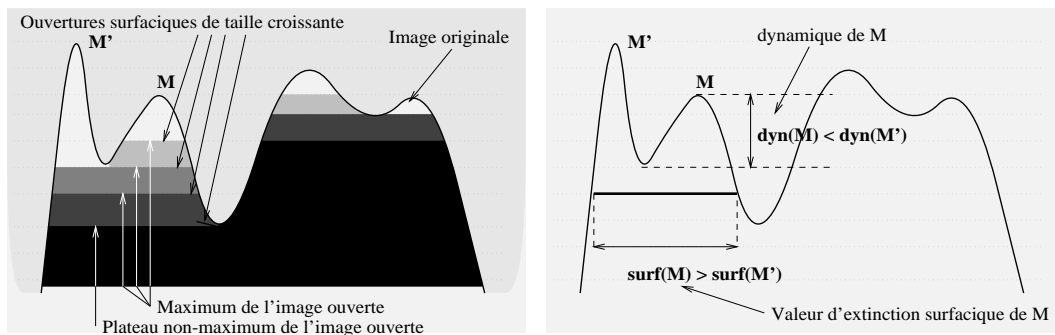 Ouvertures surfaciques de taille croissante
M'
M
Image originale
Maximum de l'image ouverte
Plateau non-maximum de l'image ouverte
M'
dynamique de M
M
dyn(M) < dyn(M')
surf(M) > surf(M')
Valeur d'extinction surfacique de M